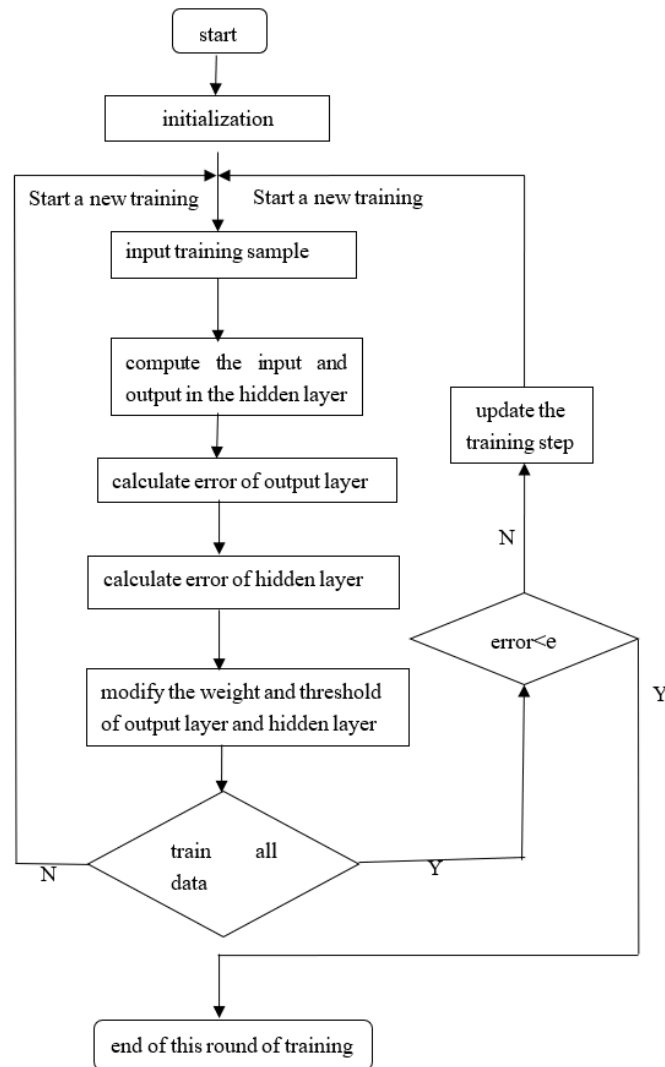 start
initialization
Start a new training
Start a new training
input training sample
compute the input and
output in the hidden layer
update the
training step
calculate error of output layer
N
calculate error of hidden layer
error<e
modify the weight and threshold
of output layer and hidden layer
Y
train all
data
N
Y
end of this round of training